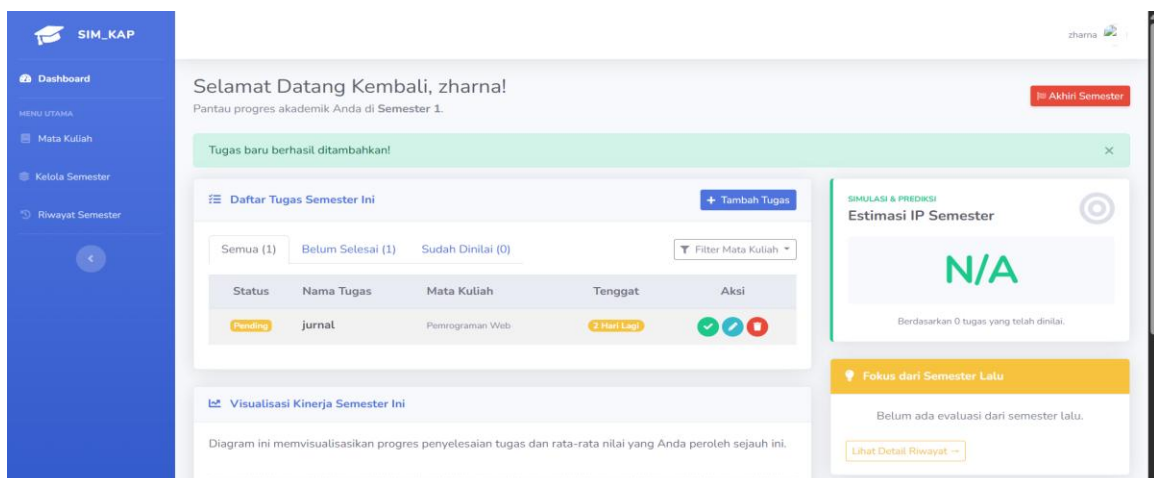 SIM_KAP
zharna
Dashboard
MENU UTAMA
Mata Kuliah
Kelola Semester
Riwayat Semester
Selamat Datang Kembali, zharna!
Pantau progres akademik Anda di Semester 1.
Akhiri Semester
Tugas baru berhasil ditambahkan!
Daftar Tugas Semester Ini
+ Tambah Tugas
Semua (1) Belum Selesai (1) Sudah Dinilai (0)
Filter Mata Kuliah
Status Nama Tugas Mata Kuliah Tenggat Aksi
Pending jurnal Pemrograman Web 2 Hari Lagi
Visualisasi Kinerja Semester Ini
Diagram ini memvisualisasikan progres penyelesaian tugas dan rata-rata nilai yang Anda peroleh sejauh ini.
SIMULASI & PREDIKSI
Estimasi IP Semester
N/A
Berdasarkan 0 tugas yang telah dinilai.
Fokus dari Semester Lalu
Belum ada evaluasi dari semester lalu.
Lihat Detail Riwayat →